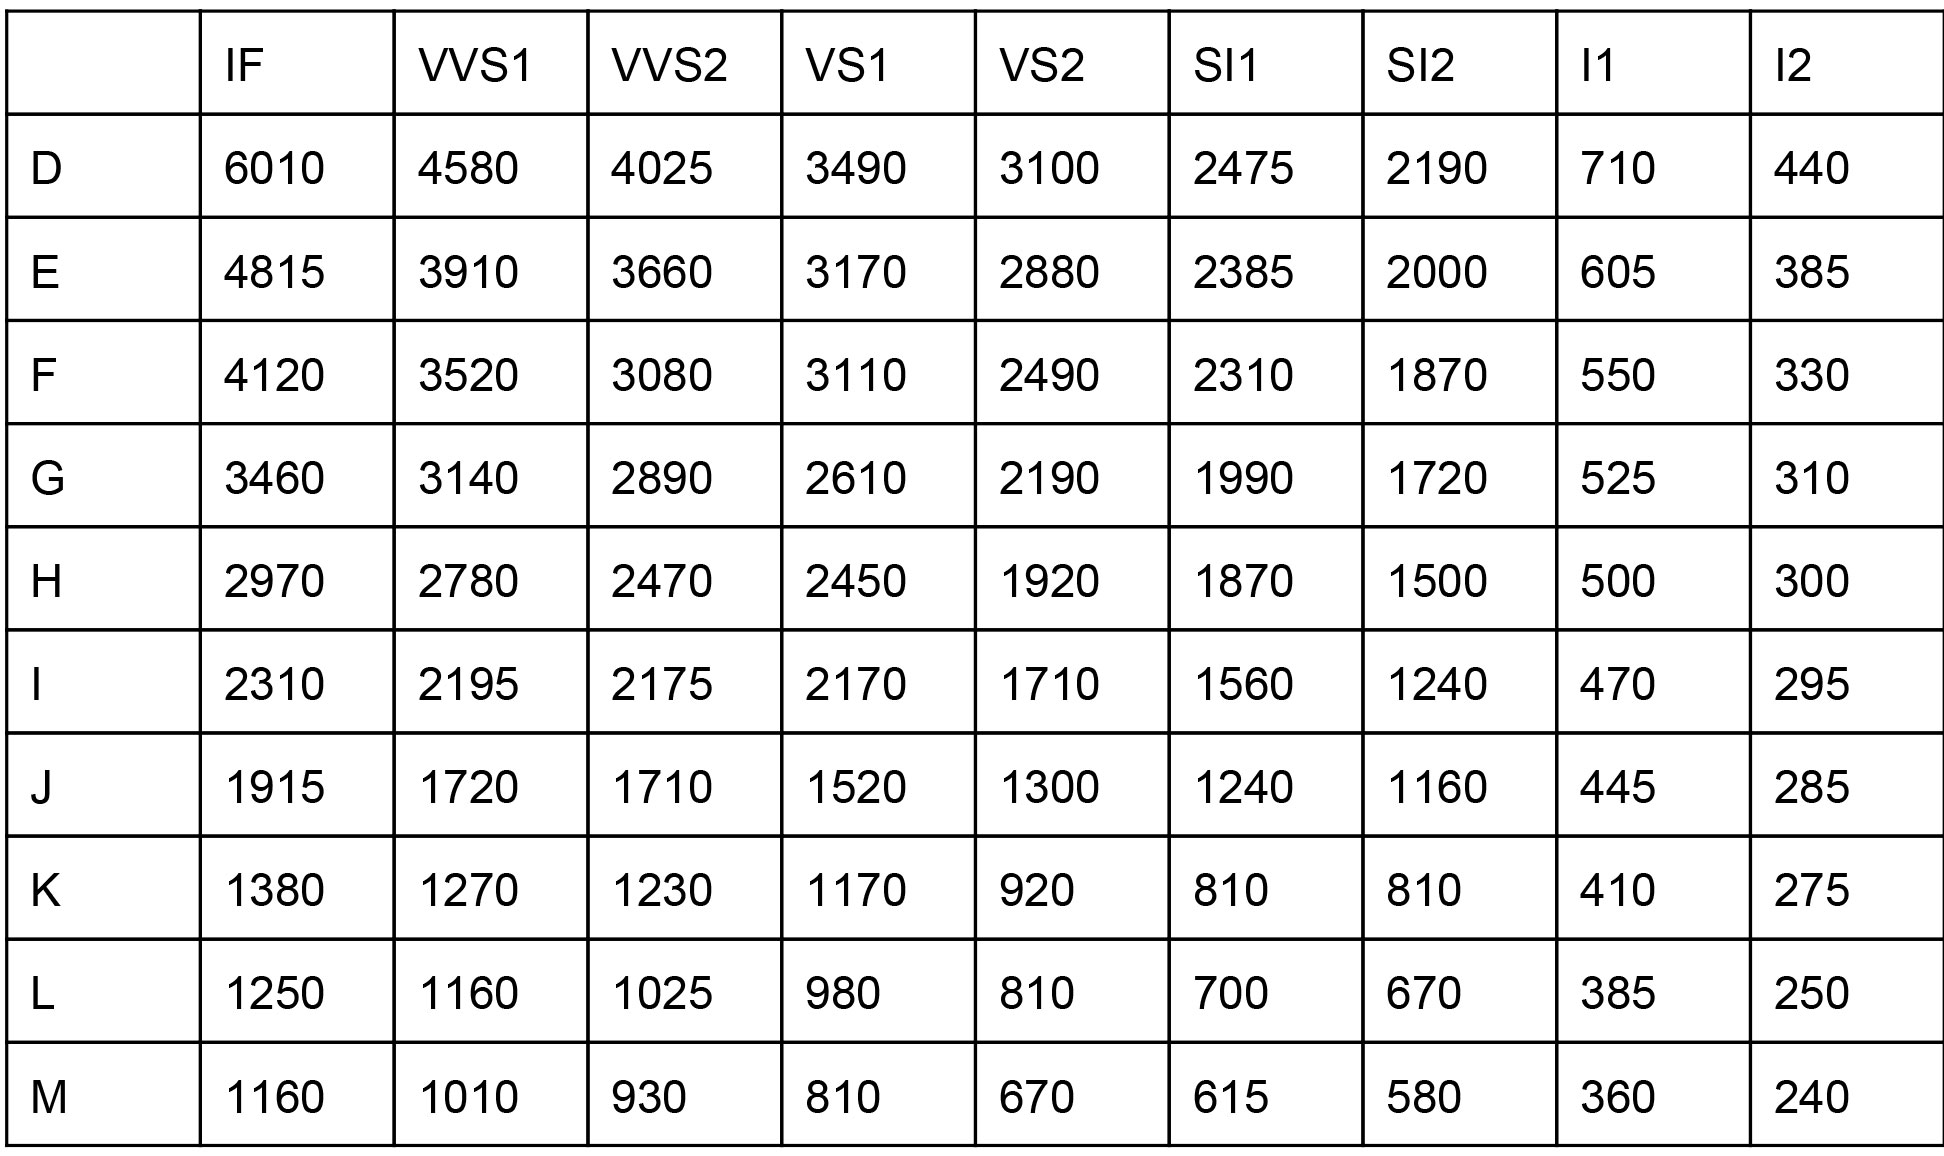 IF VVS1 VVS2 VS1 VS2 SI1 SI2 I1 I2
D 6010 4580 4025 3490 3100 2475 2190 710 440
E 4815 3910 3660 3170 2880 2385 2000 605 385
F 4120 3520 3080 3110 2490 2310 1870 550 330
G 3460 3140 2890 2610 2190 1990 1720 525 310
H 2970 2780 2470 2450 1920 1870 1500 500 300
I 2310 2195 2175 2170 1710 1560 1240 470 295
J 1915 1720 1710 1520 1300 1240 1160 445 285
K 1380 1270 1230 1170 920 810 810 410 275
L 1250 1160 1025 980 810 700 670 385 250
M 1160 1010 930 810 670 615 580 360 240